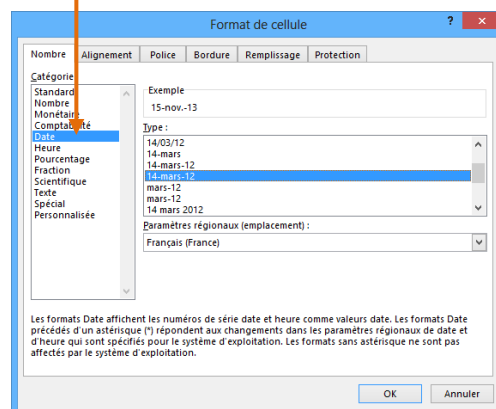 Format de cellule
Nombre Alignement Police Bordure Remplissage Protection
Catégorie
Standard
Nombre
Monétaire
Comptabilité
Date
Heure
Pourcentage
Fraction
Scientifique
Texte
Spécial
Personnalisée
Exemple
15-nov.-13
Type :
14/03/12
14-mars
14-mars-12
14-mars-12
mars-12
mars-12
14 mars 2012
Paramètres régionaux (emplacement) :
Français (France)
Les formats Date affichent les numéros de série date et heure comme valeurs date. Les formats Date
précédés d'un astérisque (*) répondent aux changements dans les paramètres régionaux de date et
d'heure qui sont spécifiés pour le système d'exploitation. Les formats sans astérisque ne sont pas
affectés par le système d'exploitation.
OK Annuler